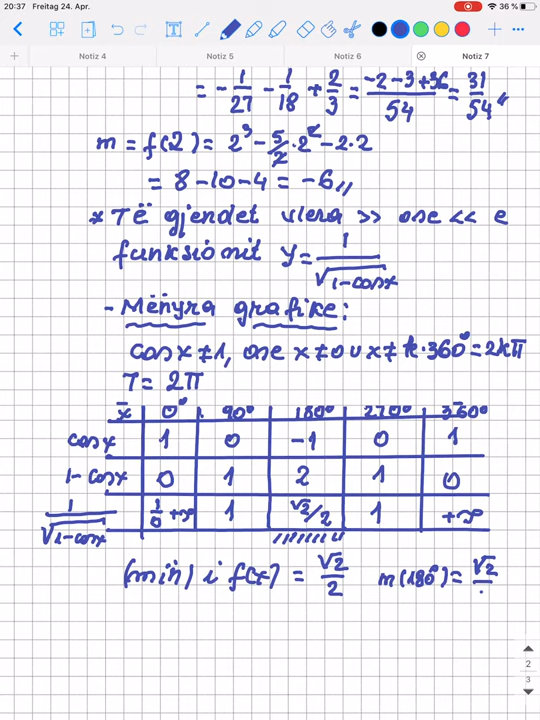 20:37 Freitag 24. Apr. 36 %
Notiz 4 Notiz 5 Notiz 6 Notiz 7
= -1/27 - 1/18 + 2/3 = (-2-3+36)/54 = 31/54 "
m = f(2) = 2³ - 5/2 · 2² - 2·2
= 8 - 10 - 4 = -6 "
* Të gjendet vlera >> ose << e
funksionit y = 1/√(1-cosx)
- Mënyra grafike:
cosx ≠ 1, ose x ≠ 0 ∪ x ≠ k·360° = 2kπ
T = 2π
x 0° 90° 180° 270° 360°
cosx 1 0 -1 0 1
1-cosx 0 1 2 1 0
1/√(1-cosx) 1/0 +∞ 1 √2/2 1 +∞
(min) i f(x) = √2/2 m(180°) = √2/
2
3